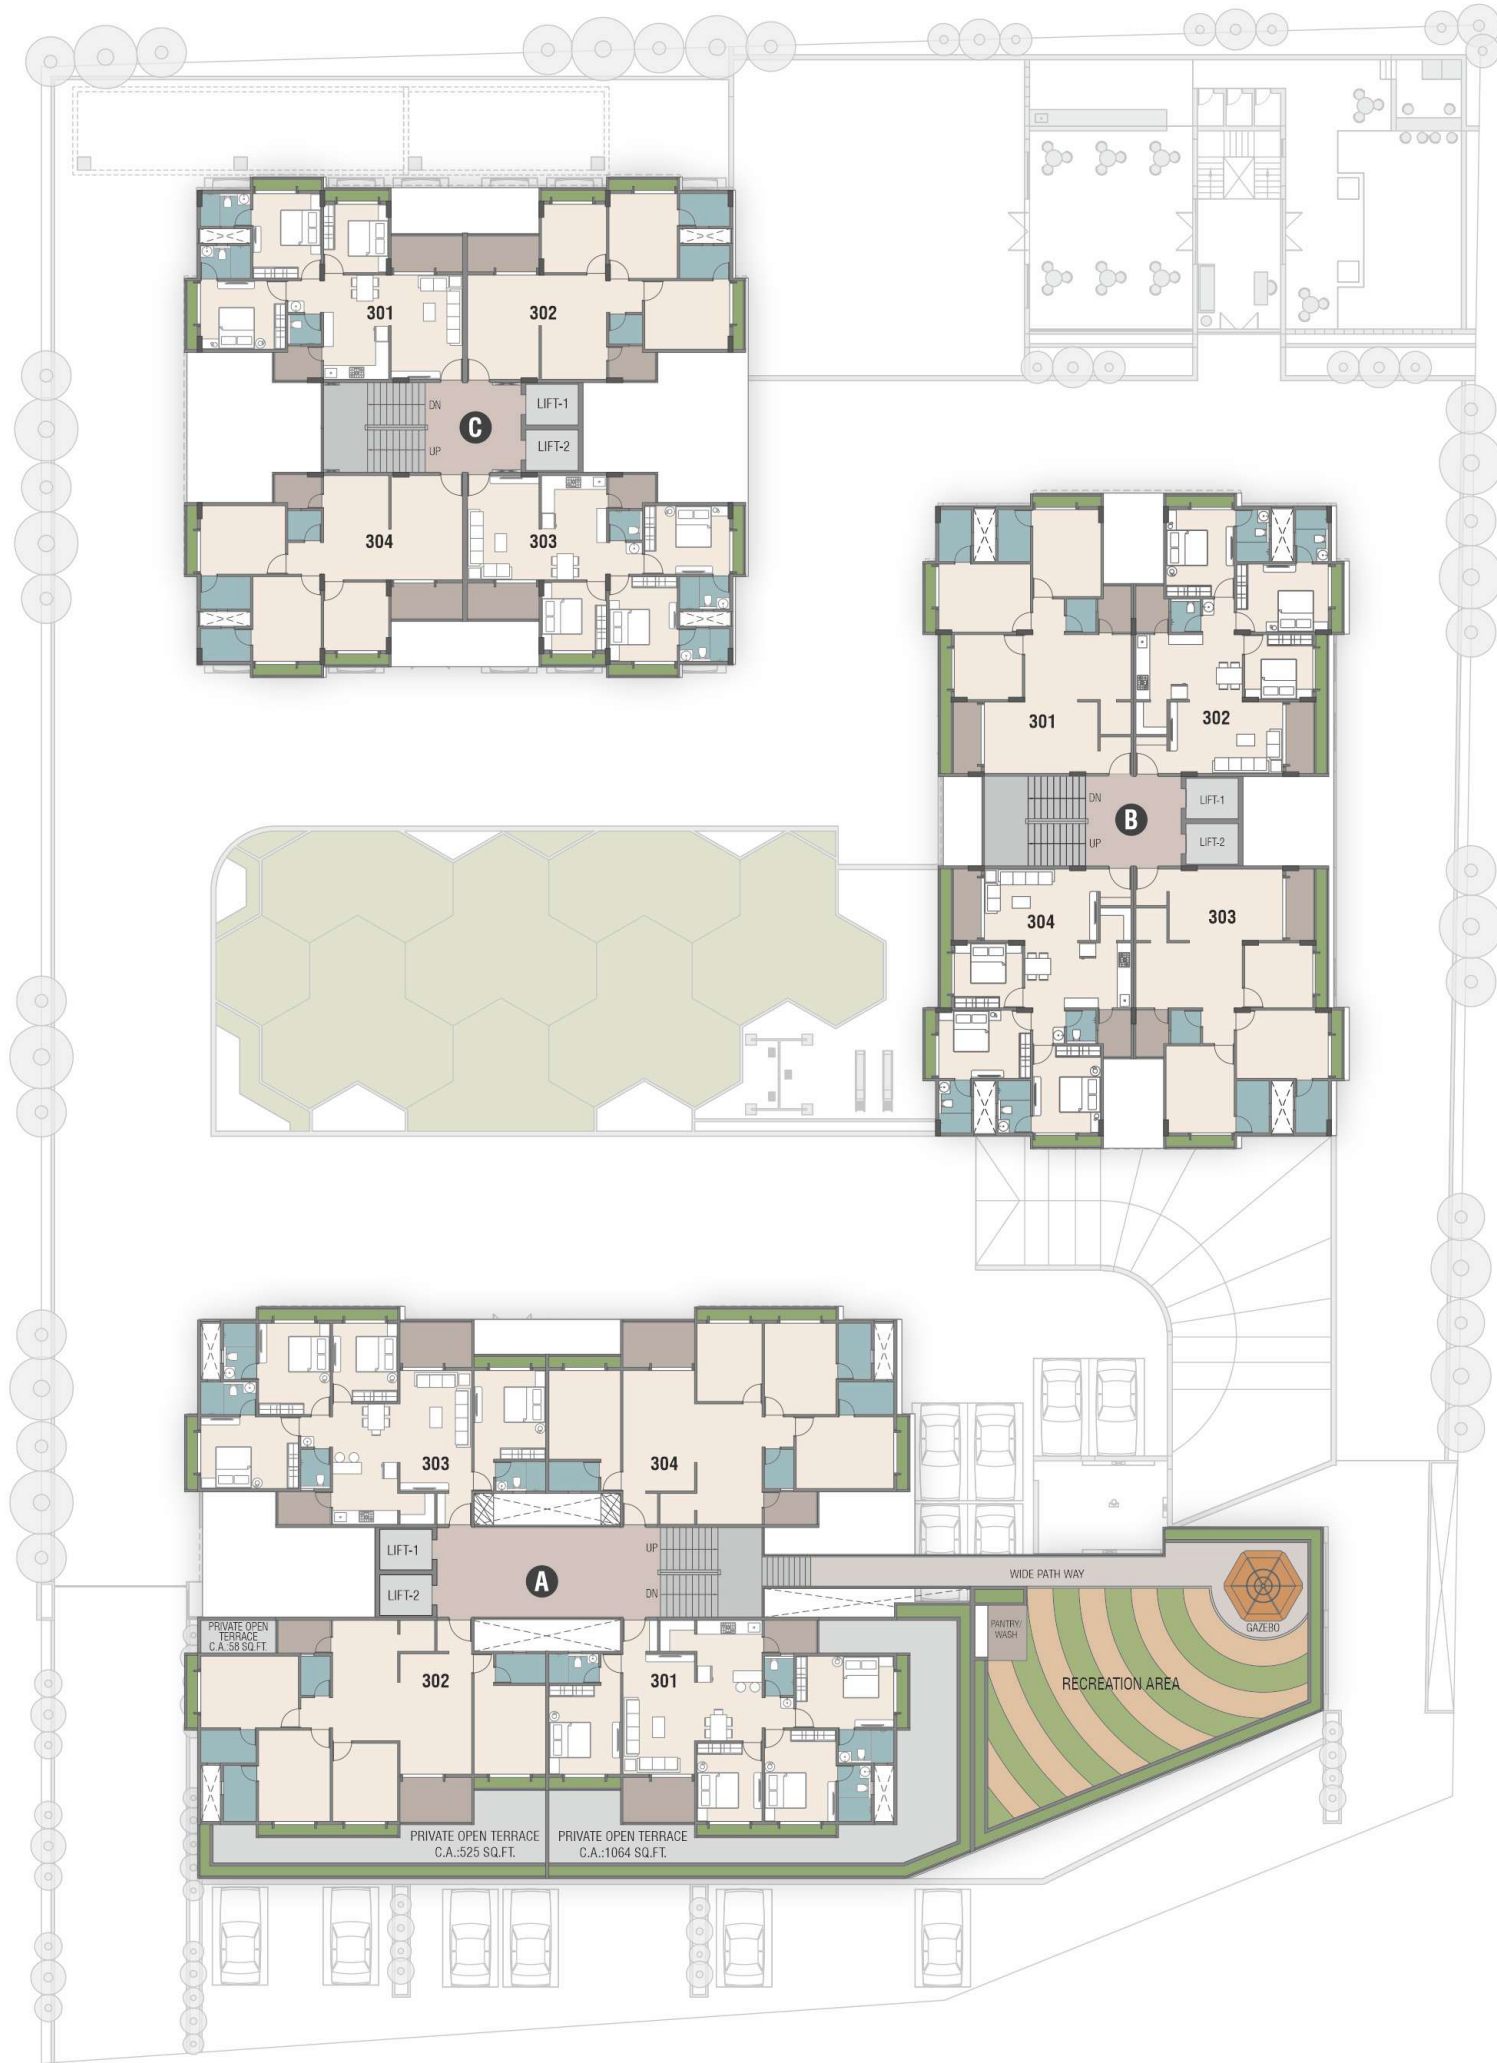 301
302
DN
LIFT-1
C
UP
LIFT-2
304
303
301
302
DN
LIFT-1
B
UP
LIFT-2
304
303
303
304
LIFT-1
UP
A
LIFT-2
DN
WIDE PATH WAY
GAZEBO
PANTRY/
WASH
RECREATION AREA
PRIVATE OPEN
TERRACE
C.A.:58 SQ.FT.
302
301
PRIVATE OPEN TERRACE
C.A.:525 SQ.FT.
PRIVATE OPEN TERRACE
C.A.:1064 SQ.FT.